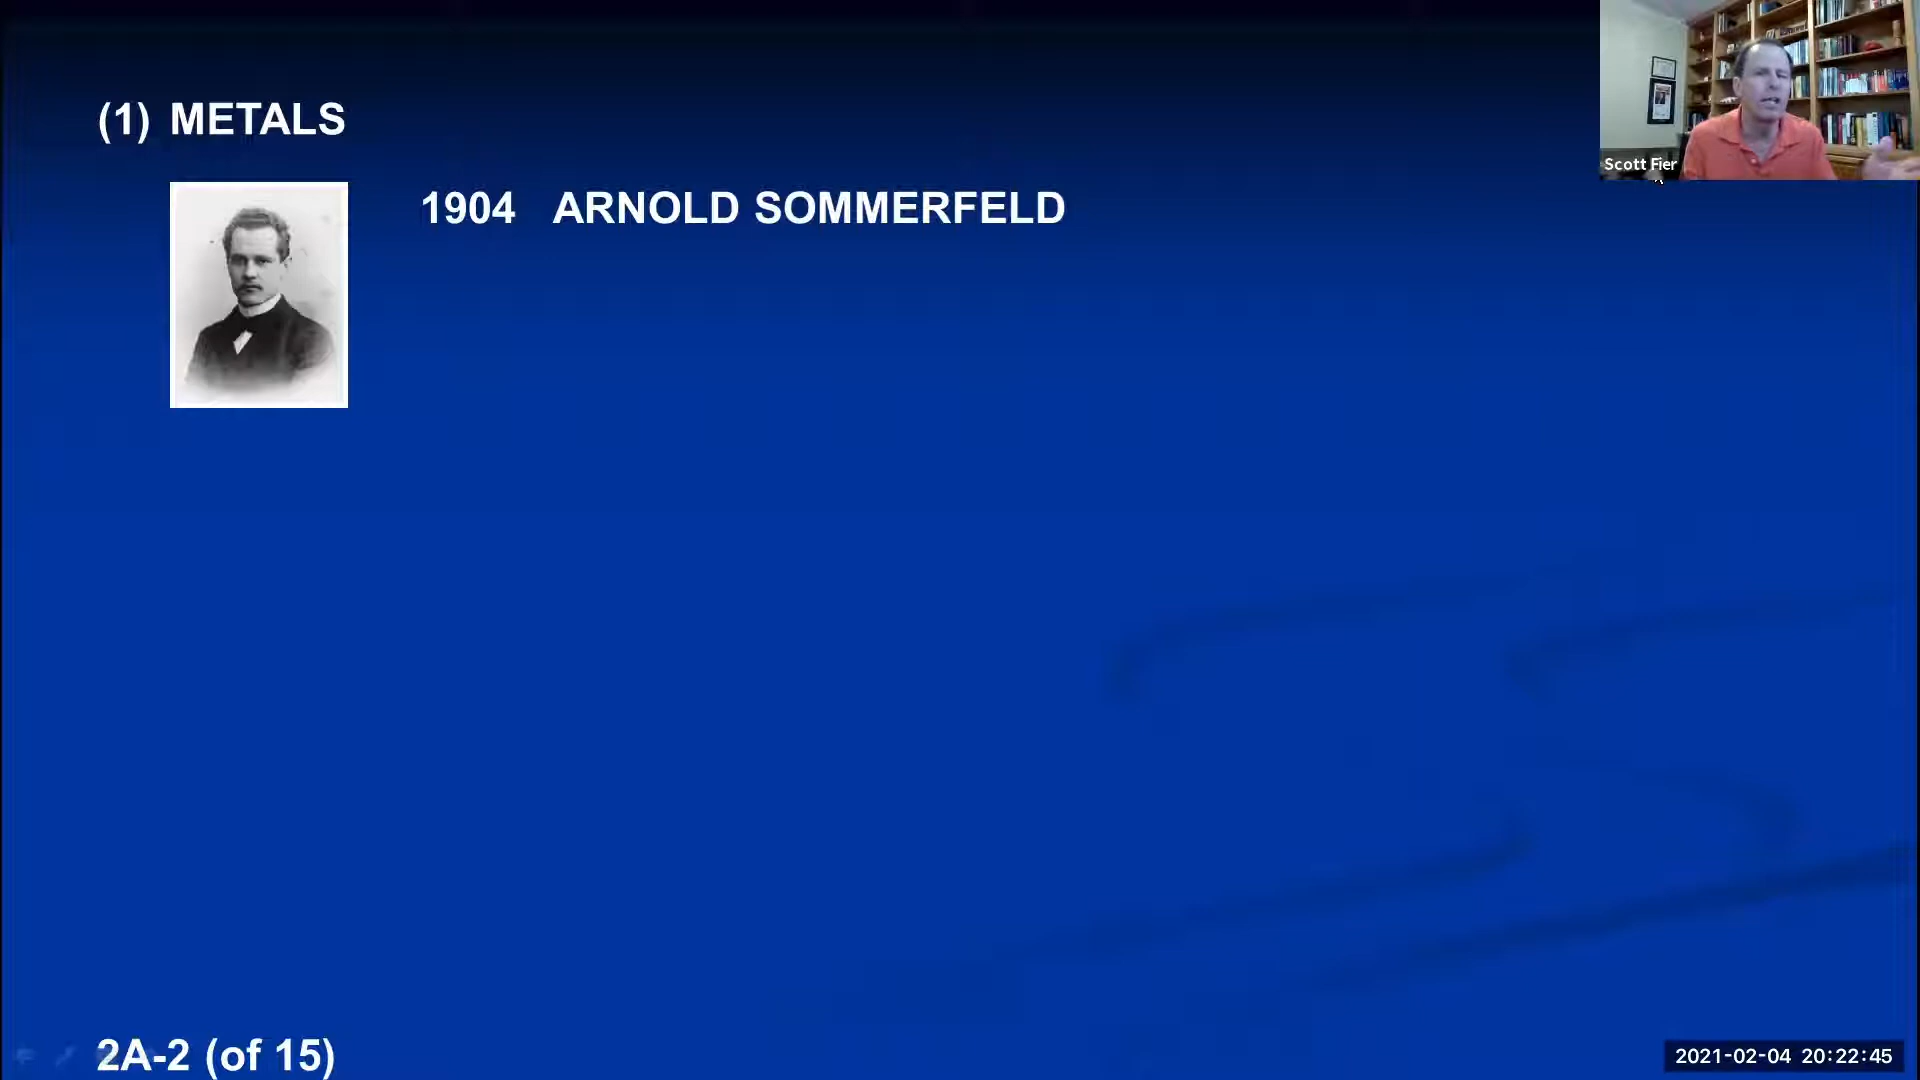 (1) METALS
Scott Fier
1904 ARNOLD SOMMERFELD
2A-2 (of 15)
2021-02-04 20:22:45